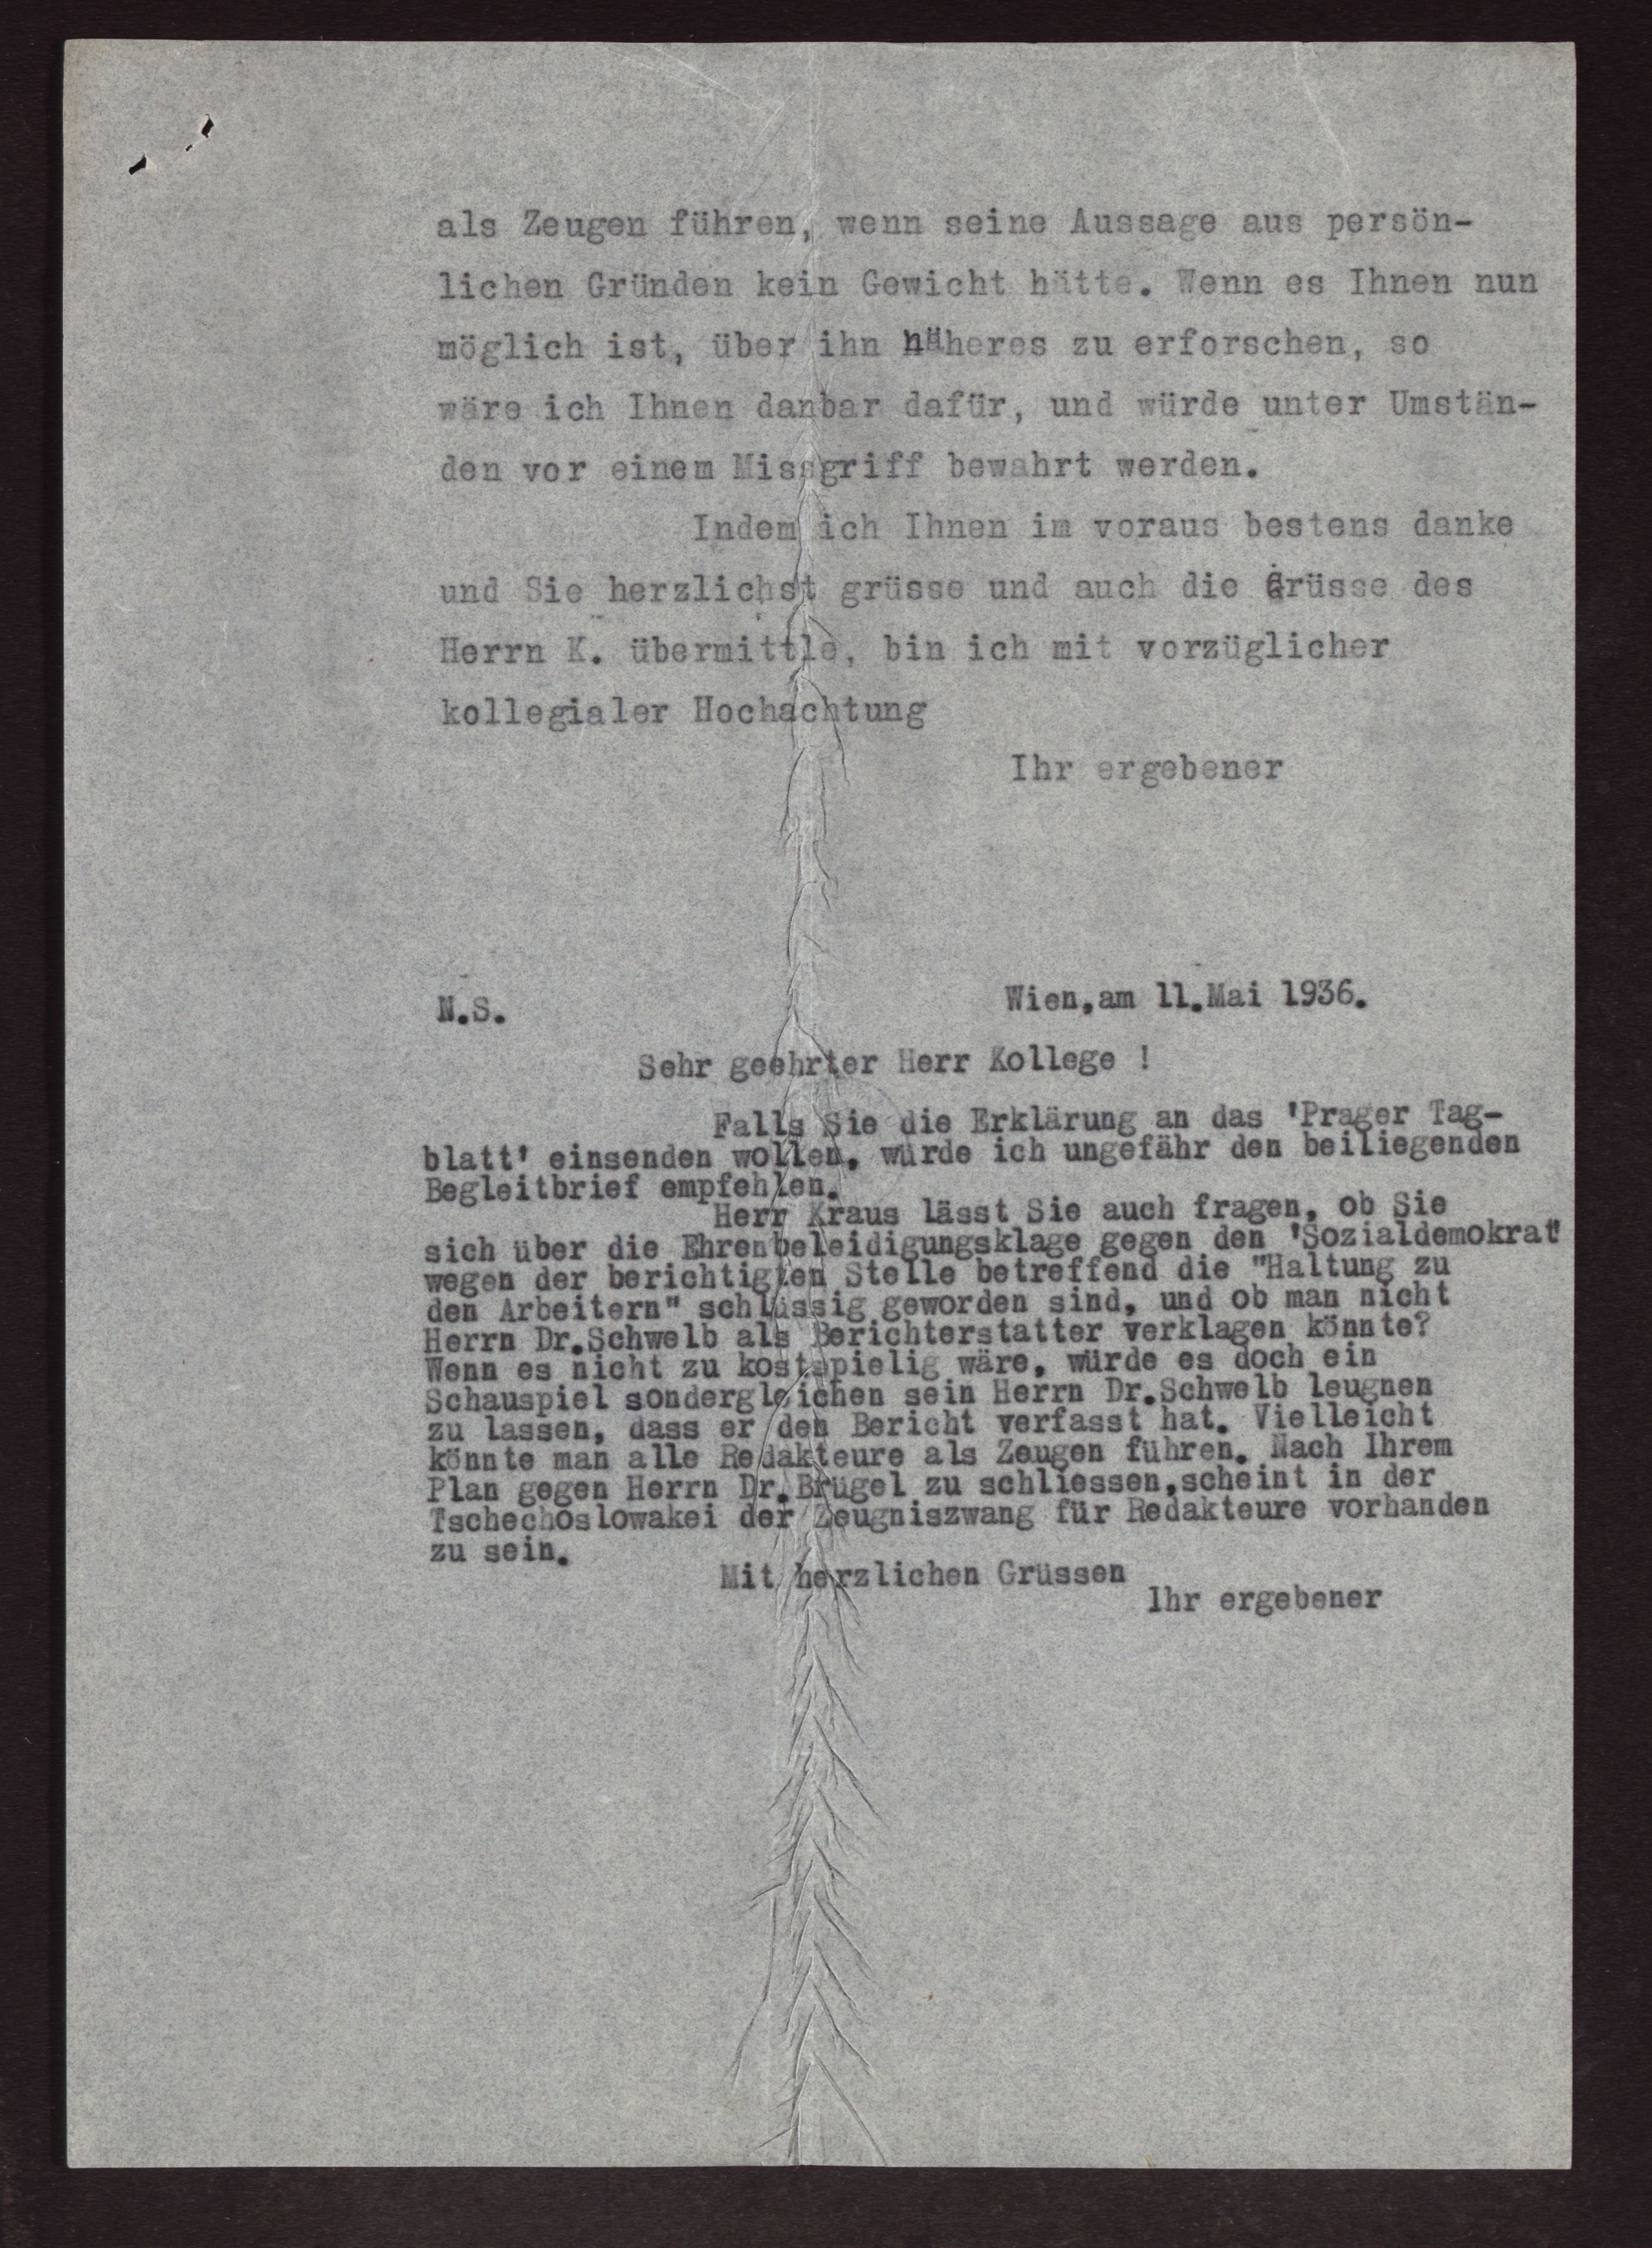 als Zeugen führen, wenn seine Aussage aus persön-
lichen Gründen kein Gewicht hätte. Wenn es Ihnen nun
möglich ist, über ihn näheres zu erforschen, so
wäre ich Ihnen danbar dafür, und würde unter Umstän-
den vor einem Missgriff bewahrt werden.
Indem ich Ihnen im voraus bestens danke
und Sie herzlichst grüsse und auch die Grüsse des
Herrn K. übermittle, bin ich mit vorzüglicher
kollegialer Hochachtung
Ihr ergebener
N.S.
Wien,am 11.Mai 1936.
Sehr geehrter Herr Kollege !
Falls Sie die Erklärung an das 'Prager Tag-
blatt' einsenden wollen, würde ich ungefähr den beiliegenden
Begleitbrief empfehlen.
Herr Kraus lässt Sie auch fragen, ob Sie
sich über die Ehrenbeleidigungsklage gegen den 'Sozialdemokrat'
wegen der berichtigten Stelle betreffend die "Haltung zu
den Arbeitern" schlüssig geworden sind, und ob man nicht
Herrn Dr.Schwelb als Berichterstatter verklagen könnte?
Wenn es nicht zu kostspielig wäre, würde es doch ein
Schauspiel sondergleichen sein Herrn Dr.Schwelb leugnen
zu lassen, dass er den Bericht verfasst hat. Vielleicht
könnte man alle Redakteure als Zeugen führen. Nach Ihrem
Plan gegen Herrn Dr.Brügel zu schliessen,scheint in der
Tschechoslowakei der Zeugniszwang für Redakteure vorhanden
zu sein.
Mit herzlichen Grüssen
Ihr ergebener